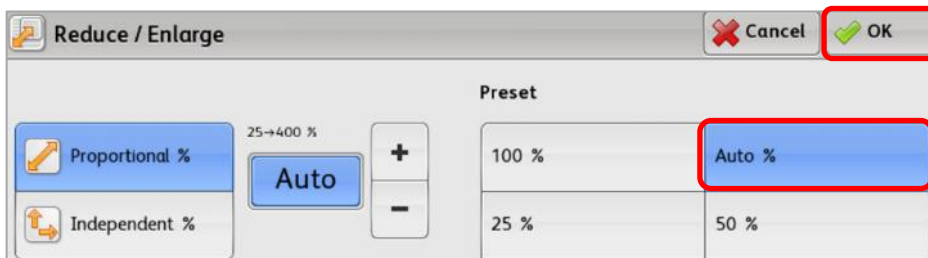 Reduce / Enlarge
Cancel
OK
Preset
Proportional %
25→400 %
Auto
+
100 %
Auto %
Independent %
−
25 %
50 %